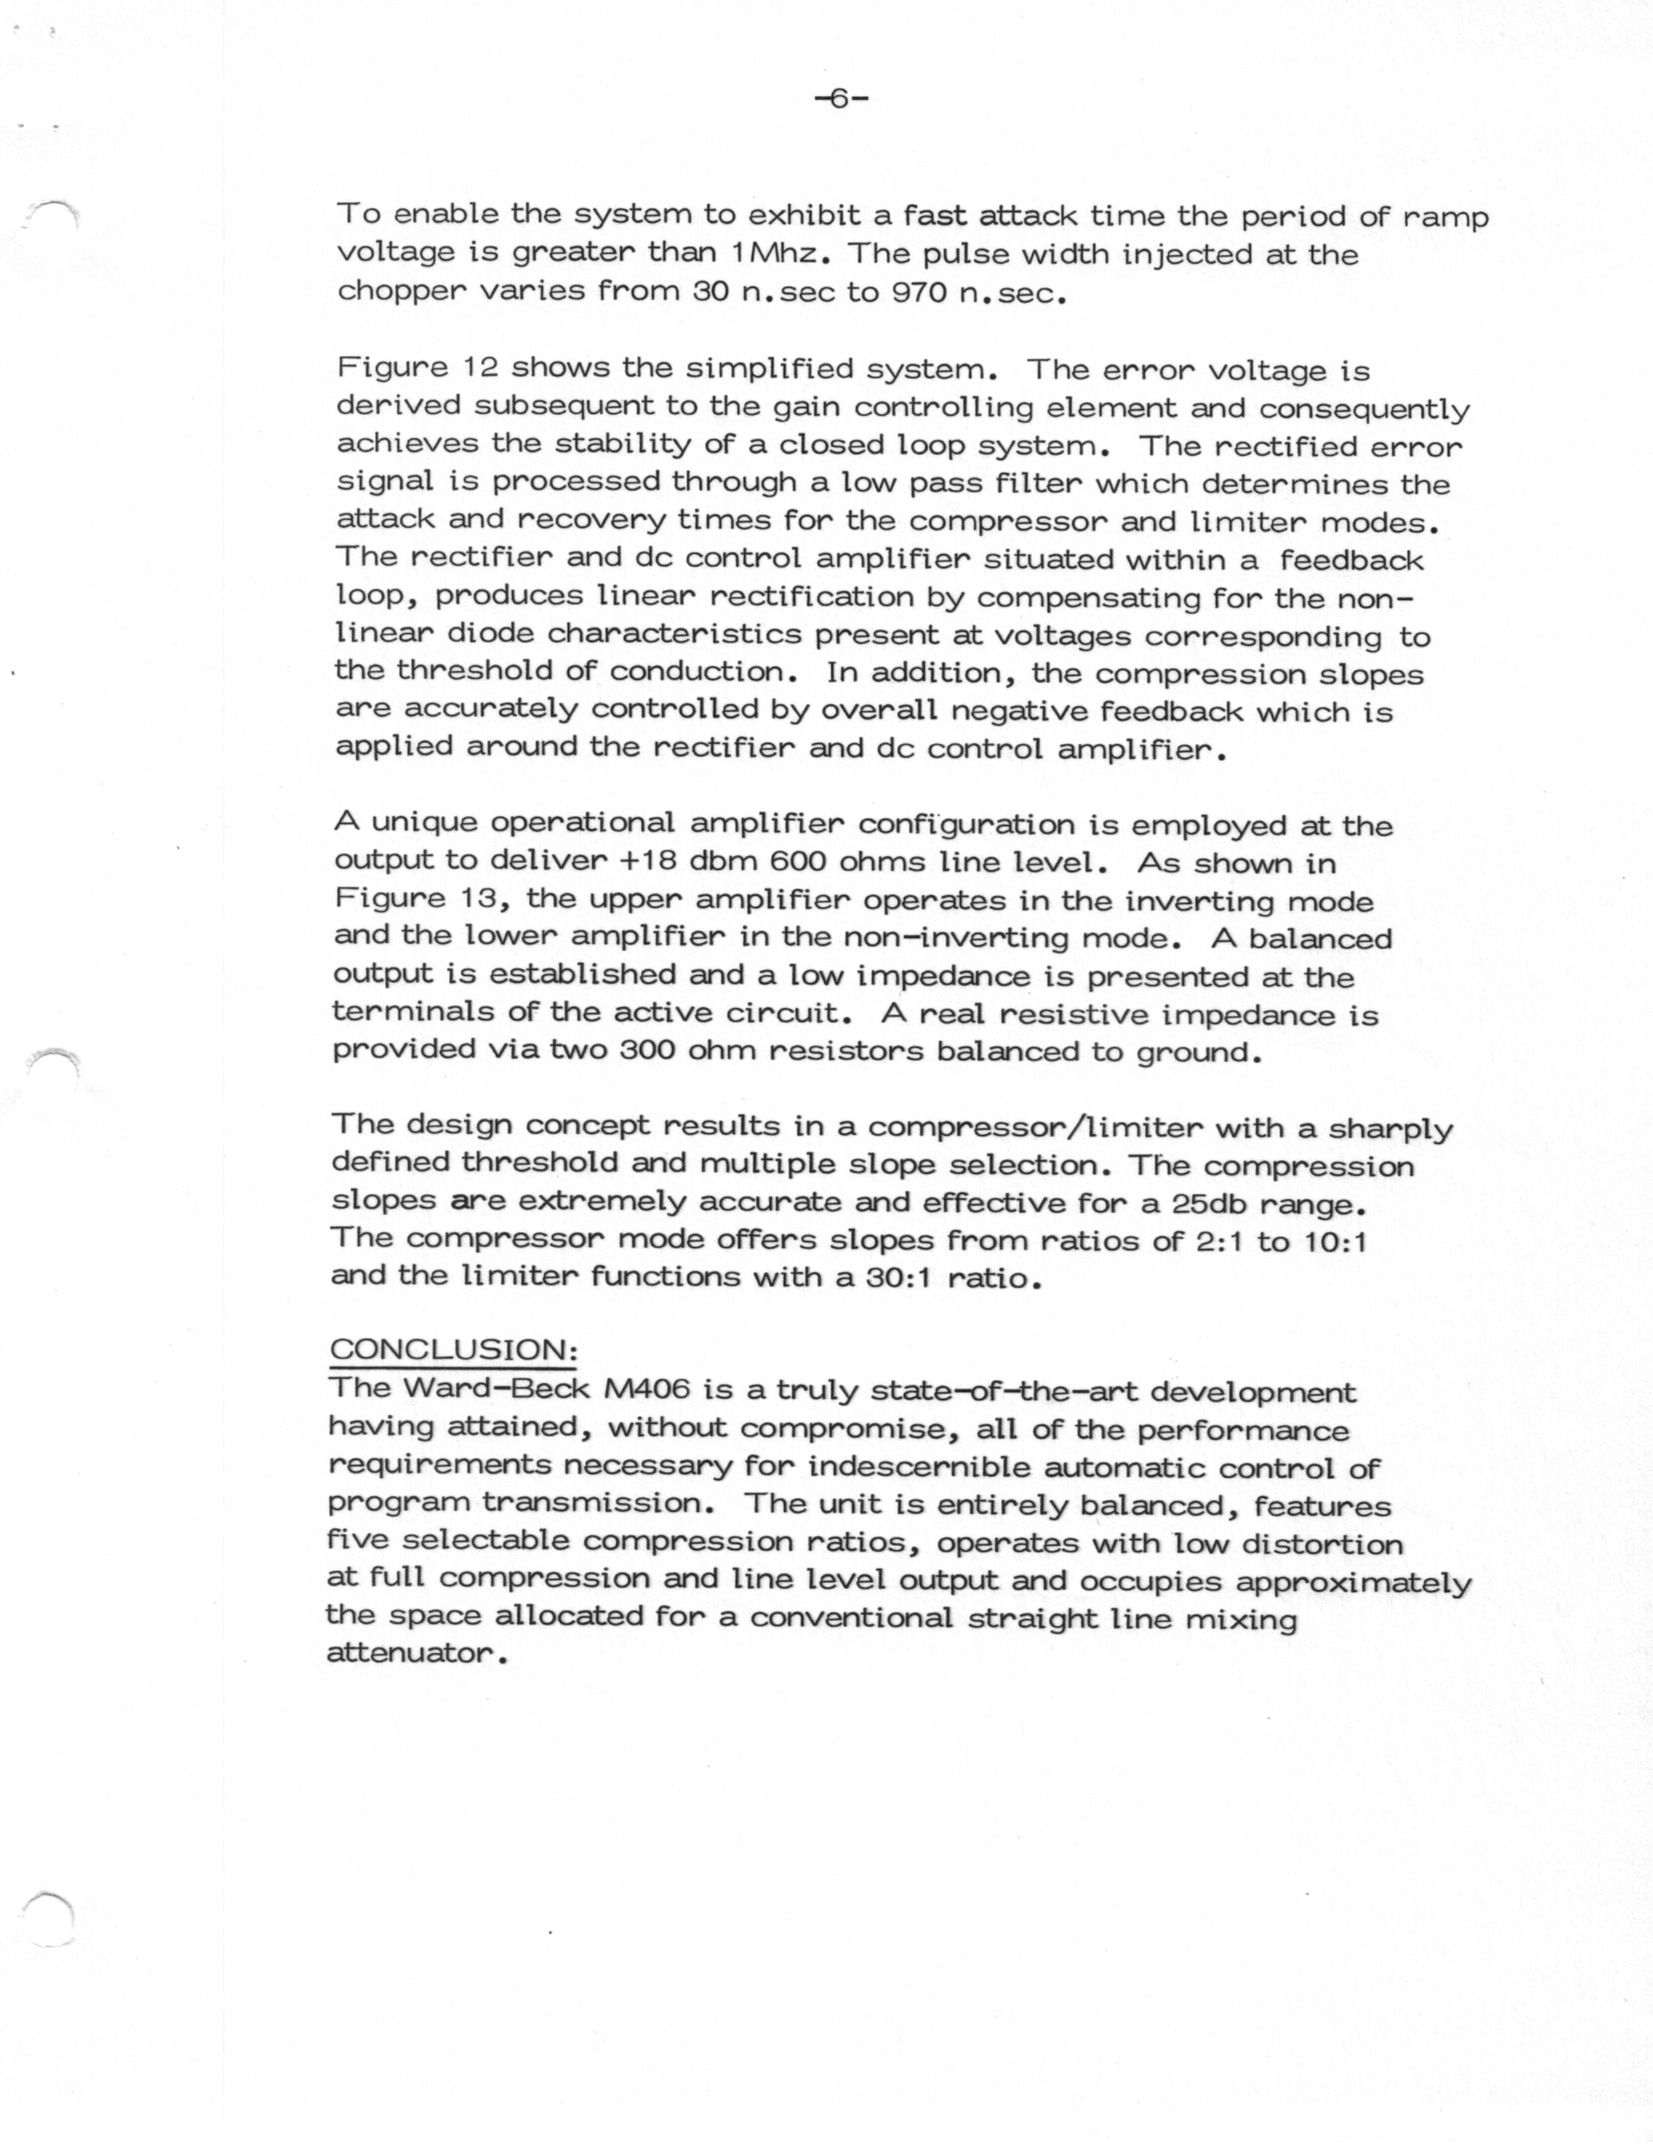 -6-
To enable the system to exhibit a fast attack time the period of ramp
voltage is greater than 1Mhz. The pulse width injected at the
chopper varies from 30 n.sec to 970 n.sec.
Figure 12 shows the simplified system. The error voltage is
derived subsequent to the gain controlling element and consequently
achieves the stability of a closed loop system. The rectified error
signal is processed through a low pass filter which determines the
attack and recovery times for the compressor and limiter modes.
The rectifier and dc control amplifier situated within a feedback
loop, produces linear rectification by compensating for the non-
linear diode characteristics present at voltages corresponding to
the threshold of conduction. In addition, the compression slopes
are accurately controlled by overall negative feedback which is
applied around the rectifier and dc control amplifier.
A unique operational amplifier configuration is employed at the
output to deliver +18 dbm 600 ohms line level. As shown in
Figure 13, the upper amplifier operates in the inverting mode
and the lower amplifier in the non-inverting mode. A balanced
output is established and a low impedance is presented at the
terminals of the active circuit. A real resistive impedance is
provided via two 300 ohm resistors balanced to ground.
The design concept results in a compressor/limiter with a sharply
defined threshold and multiple slope selection. The compression
slopes are extremely accurate and effective for a 25db range.
The compressor mode offers slopes from ratios of 2:1 to 10:1
and the limiter functions with a 30:1 ratio.
CONCLUSION:
The Ward-Beck M406 is a truly state-of-the-art development
having attained, without compromise, all of the performance
requirements necessary for indescernible automatic control of
program transmission. The unit is entirely balanced, features
five selectable compression ratios, operates with low distortion
at full compression and line level output and occupies approximately
the space allocated for a conventional straight line mixing
attenuator.